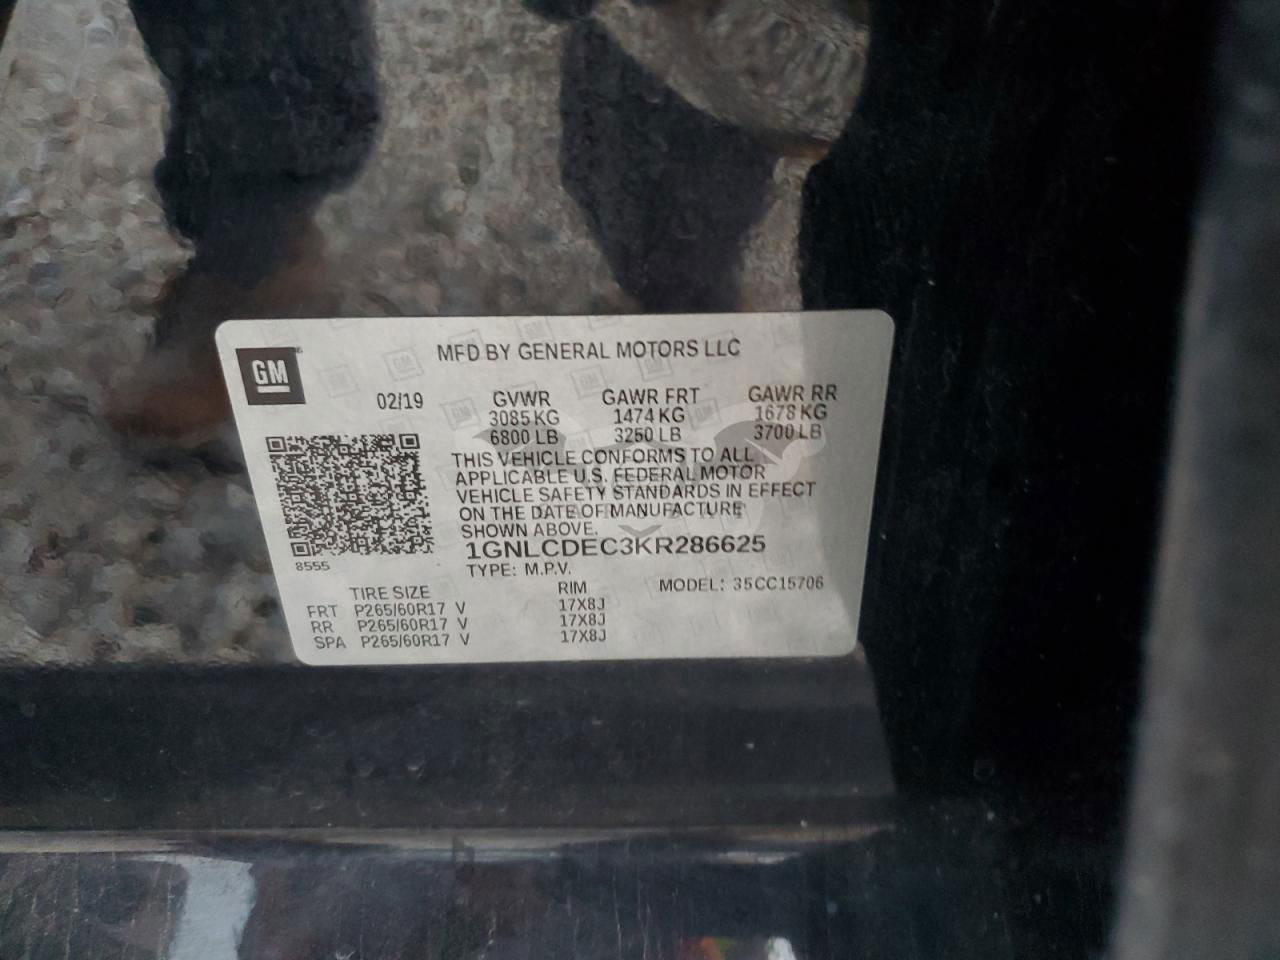 GM
MFD BY GENERAL MOTORS LLC
02/19
GVWR GAWR FRT GAWR RR
3085 KG 1474 KG 1678 KG
6800 LB 3250 LB 3700 LB
THIS VEHICLE CONFORMS TO ALL
APPLICABLE U.S. FEDERAL MOTOR
VEHICLE SAFETY STANDARDS IN EFFECT
ON THE DATE OF MANUFACTURE
SHOWN ABOVE.
1GNLCDEC3KR286625
8555
TYPE: M.P.V.
MODEL: 35CC15706
TIRE SIZE RIM
FRT P265/60R17 V 17X8J
RR P265/60R17 V 17X8J
SPA P265/60R17 V 17X8J